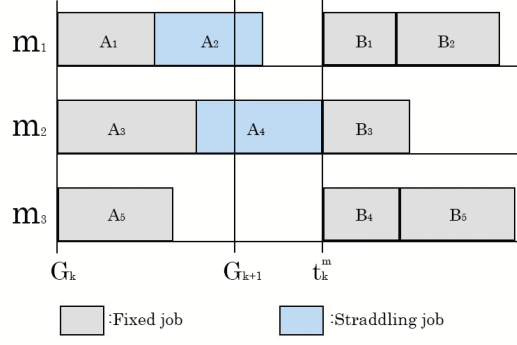 m₁ A₁ A₂ B₁ B₂
m₂ A₃ A₄ B₃
m₃ A₅ B₄ B₅
Gₖ Gₖ₊₁ tₖᵐ
:Fixed job :Straddling job